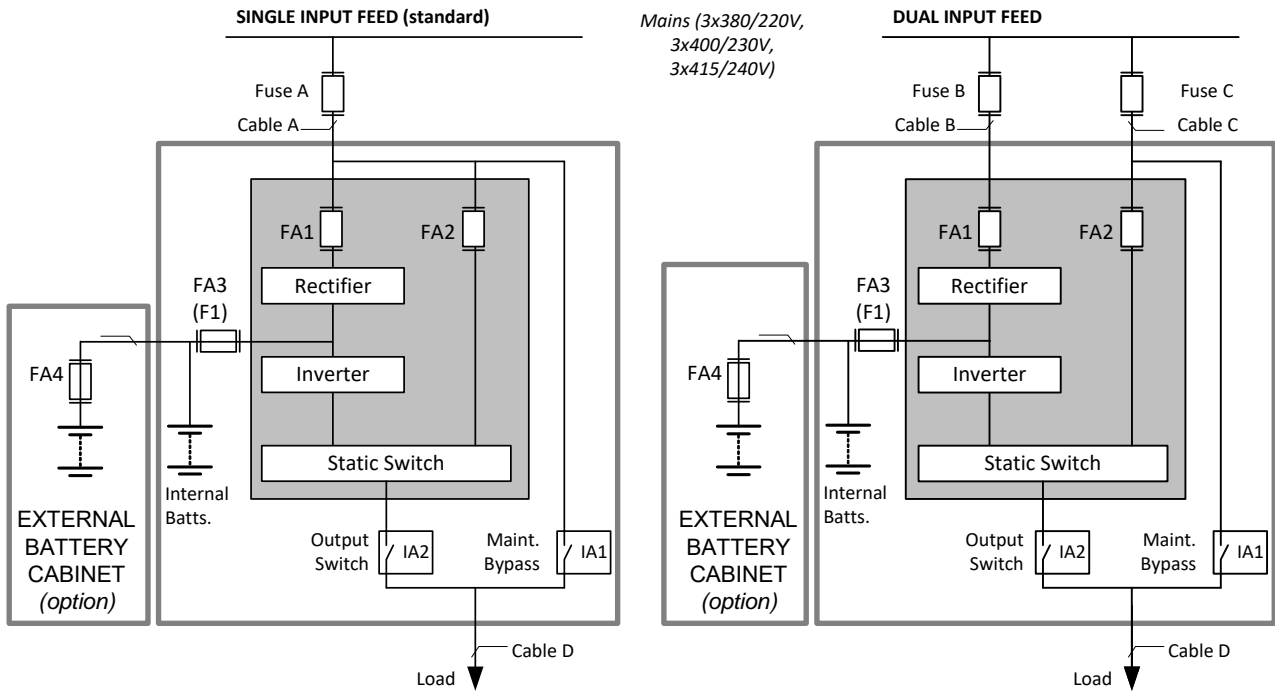 SINGLE INPUT FEED (standard)
Mains (3x380/220V,
3x400/230V,
3x415/240V)
DUAL INPUT FEED
Fuse A
Cable A
FA1
FA2
Rectifier
FA3
(F1)
Inverter
FA4
Static Switch
Internal
Batts.
EXTERNAL
BATTERY
CABINET
(option)
Output
Switch
IA2
Maint.
Bypass
IA1
Cable D
Load
Fuse B
Fuse C
Cable B
Cable C
FA1
FA2
Rectifier
FA3
(F1)
Inverter
FA4
Static Switch
Internal
Batts.
EXTERNAL
BATTERY
CABINET
(option)
Output
Switch
IA2
Maint.
Bypass
IA1
Cable D
Load